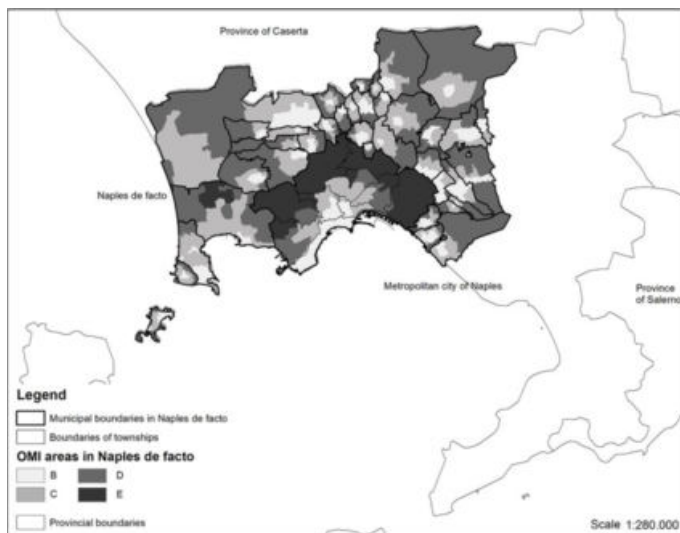 Province of Caserta
Naples de facto
Metropolitan city of Naples
Province
of Salerno
Legend
Municipal boundaries in Naples de facto
Boundaries of townships
OMI areas in Naples de facto
B
D
C
E
Provincial boundaries
Scale 1:280.000